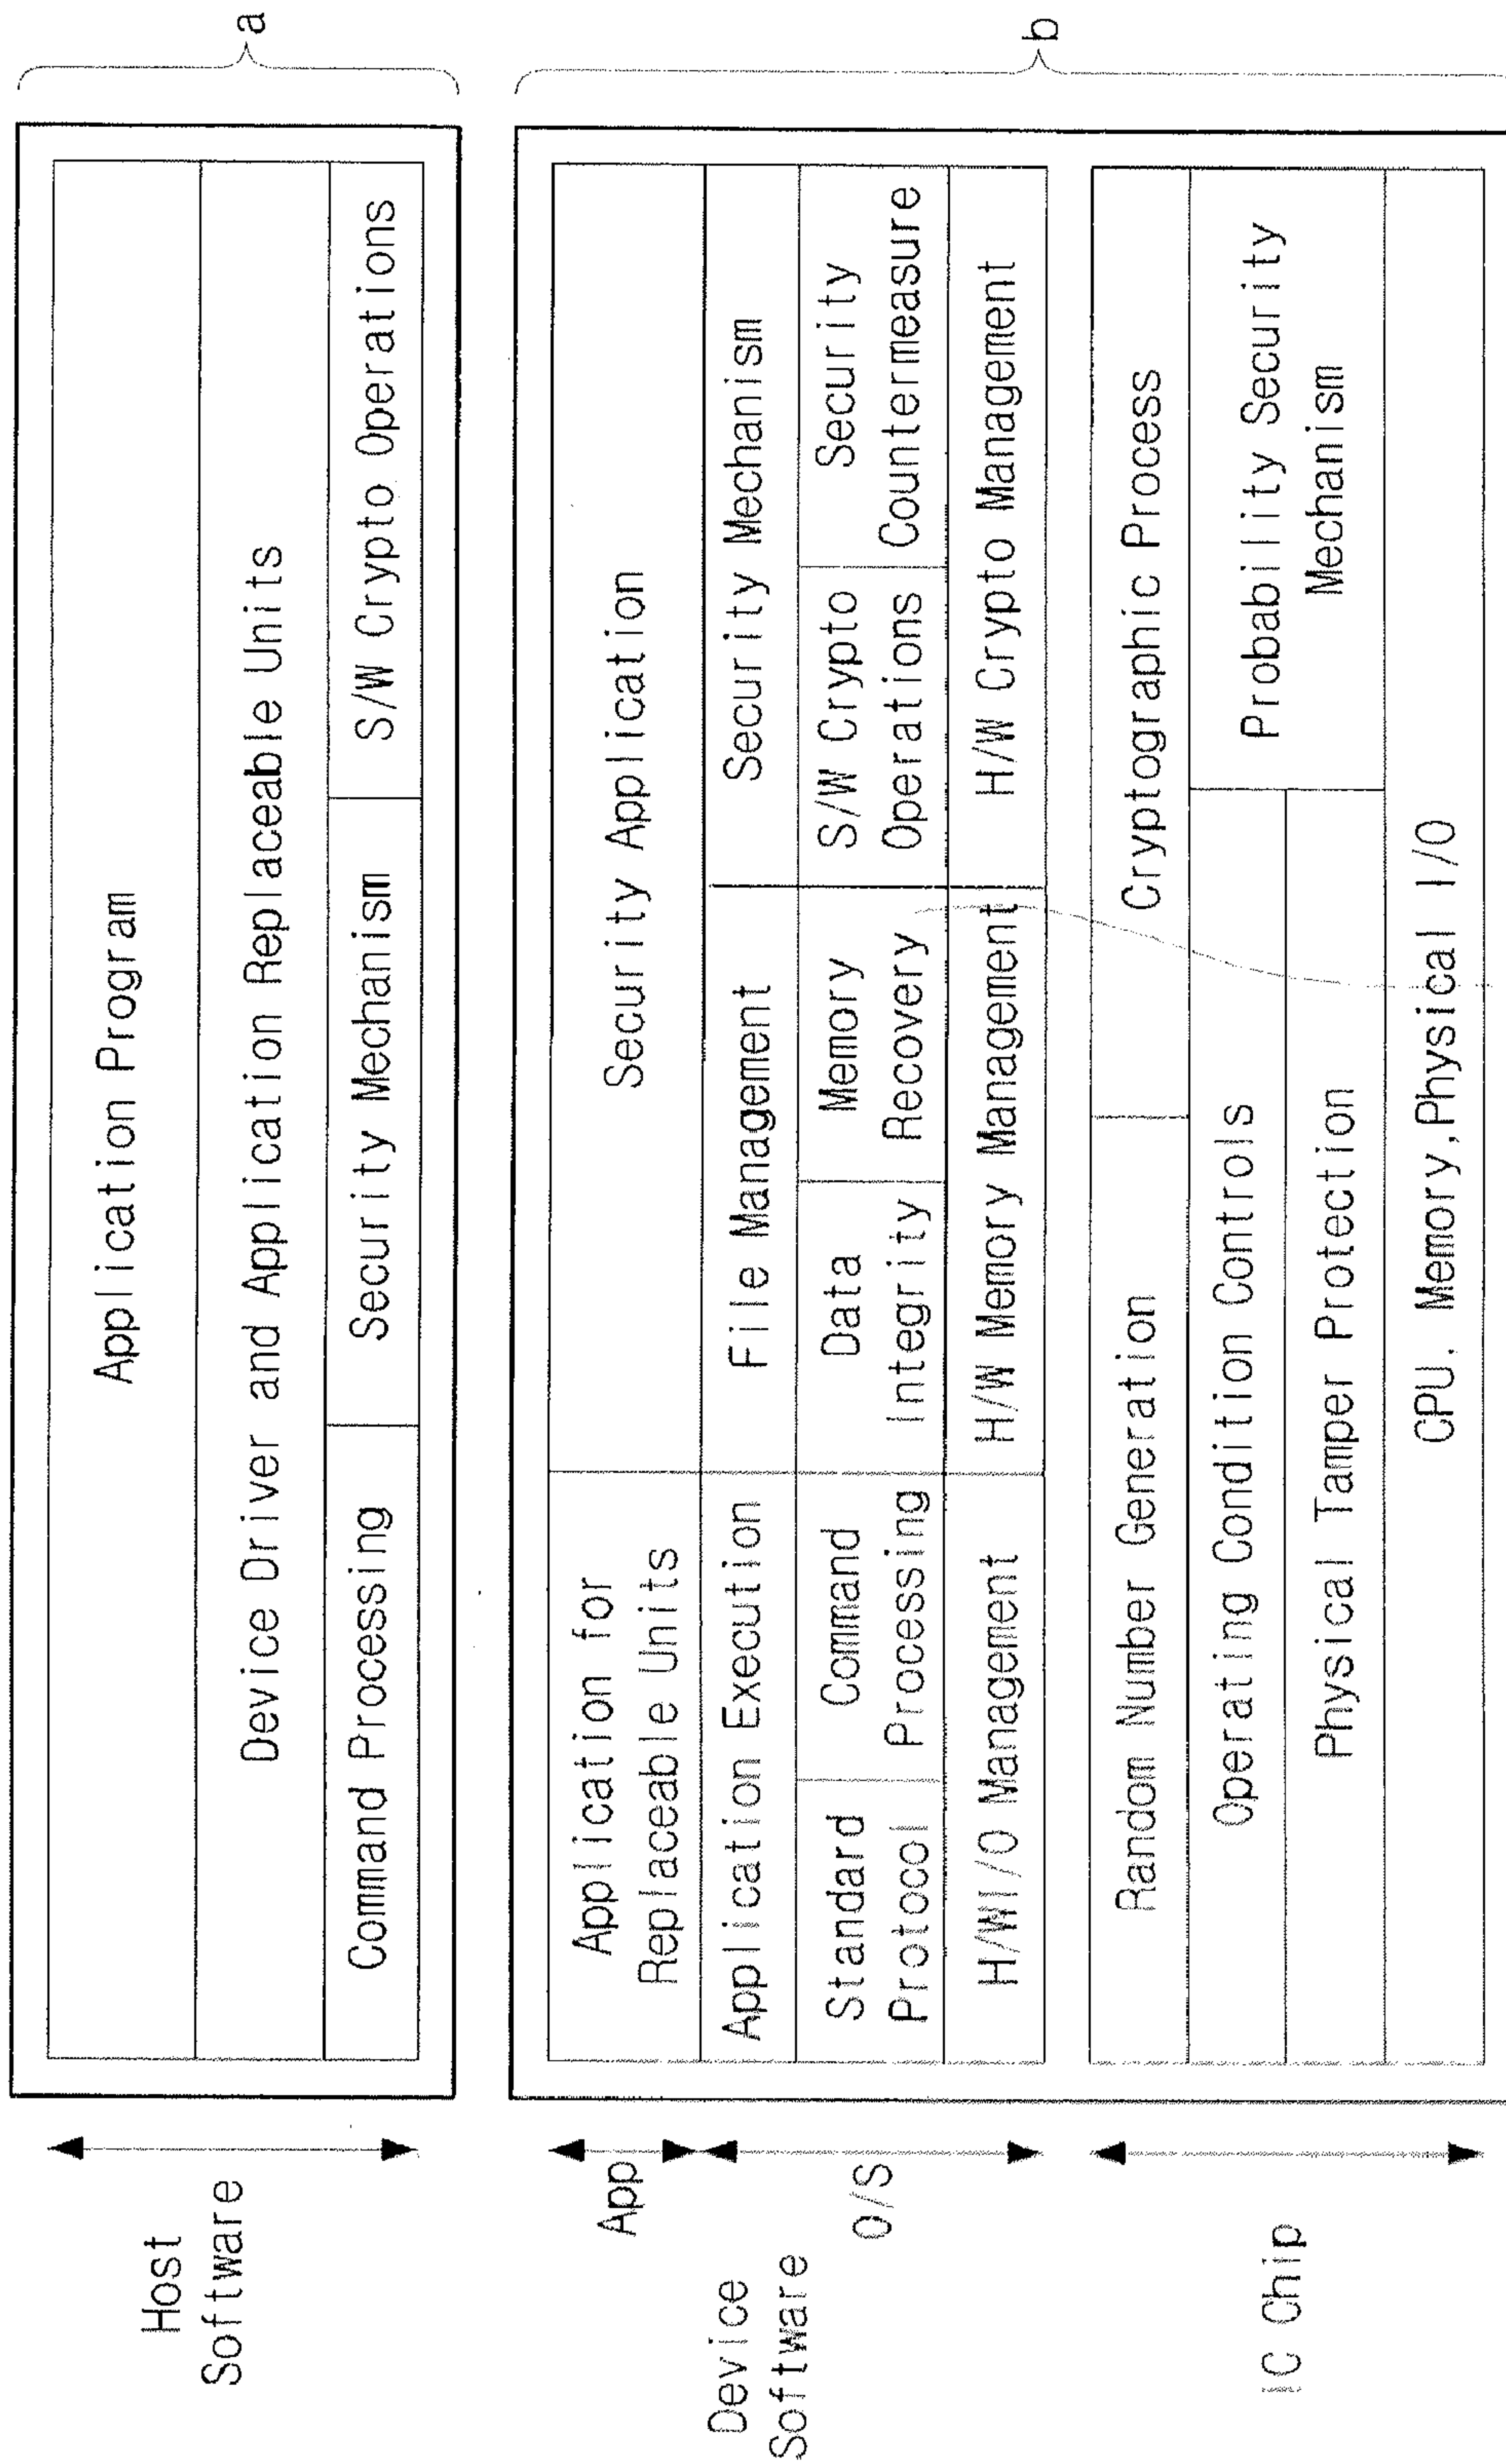 Host
Software
Application Program
Device Driver and Application Replaceable Units
Command Processing
Security Mechanism
S/W Crypto Operations
a
Device
Software
App
O/S
Application for
Replaceable Units
Security Application
Application Execution
File Management
Security Mechanism
Standard
Protocol
Command
Processing
Data
Integrity
Memory
Recovery
S/W Crypto
Operations
Security
Countermeasure
H/WI/O Management
H/W Memory Management
H/W Crypto Management
b
IC Chip
Random Number Generation
Cryptographic Process
Operating Condition Controls
Probability Security
Mechanism
Physical Tamper Protection
CPU, Memory,Physical I/O